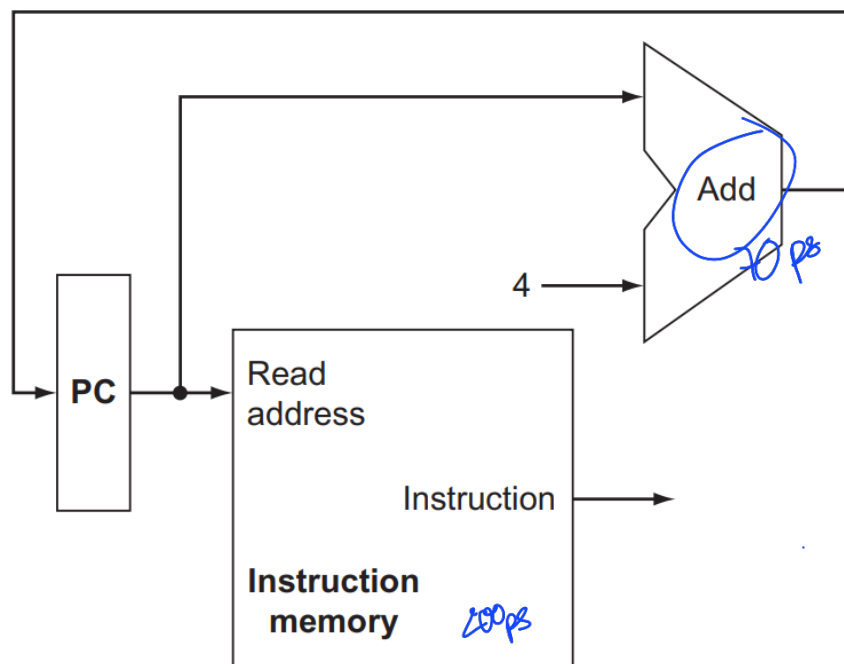 Add
70 ps
4
PC
Read
address
Instruction
Instruction
memory
200ps